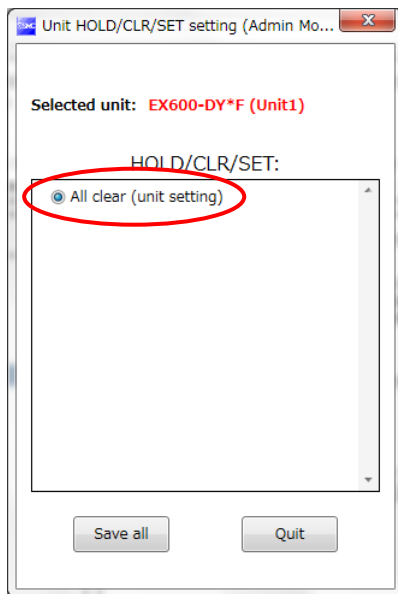 Unit HOLD/CLR/SET setting (Admin Mo...
Selected unit: EX600-DY*F (Unit1)
HOLD/CLR/SET:
All clear (unit setting)
Save all
Quit